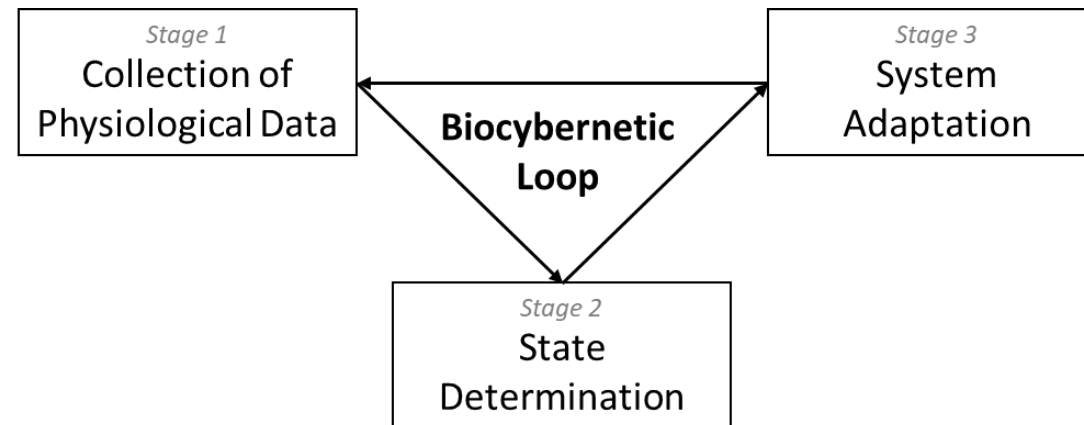 Stage 1
Collection of
Physiological Data
Stage 3
System
Adaptation
Biocybernetic
Loop
Stage 2
State
Determination